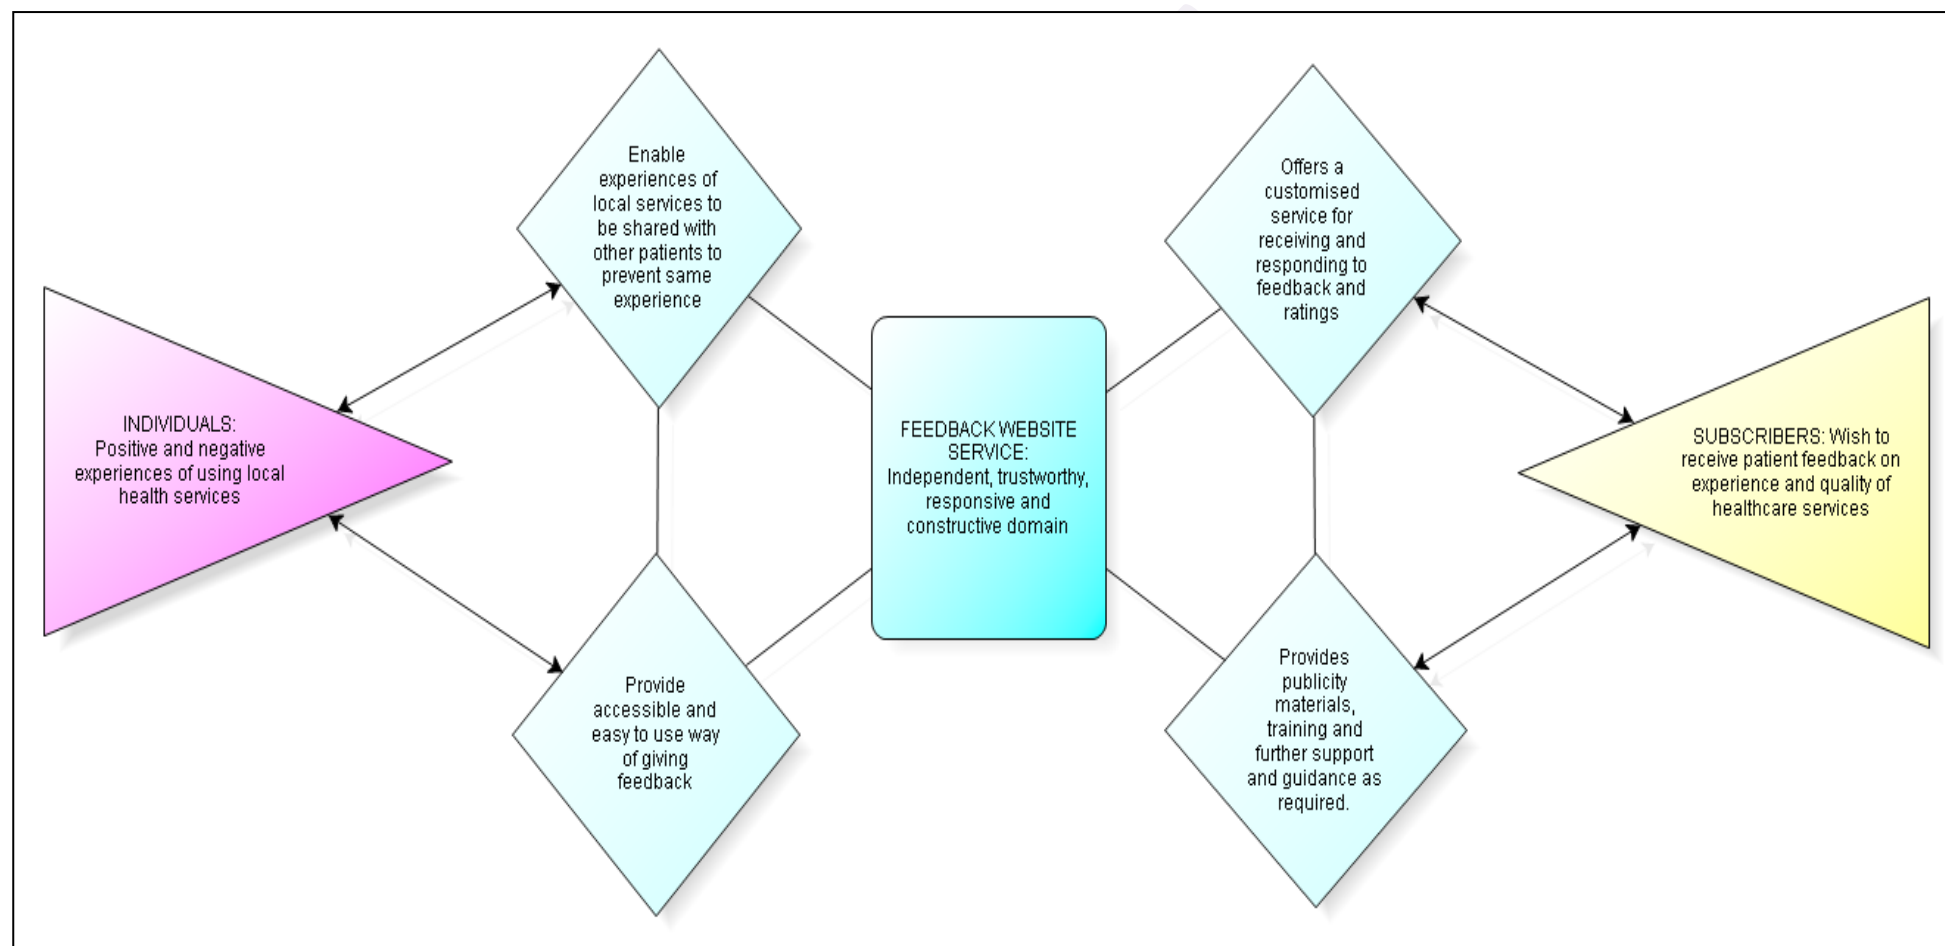 Enable
experiences of
local services to
be shared with
other patients to
prevent same
experience
Offers a
customised
service for
receiving and
responding to
feedback and
ratings
INDIVIDUALS:
Positive and negative
experiences of using local
health services
FEEDBACK WEBSITE
SERVICE:
Independent, trustworthy,
responsive and
constructive domain
SUBSCRIBERS: Wish to
receive patient feedback on
experience and quality of
healthcare services
Provide
accessible and
easy to use way
of giving
feedback
Provides
publicity
materials,
training and
further support
and guidance as
required.